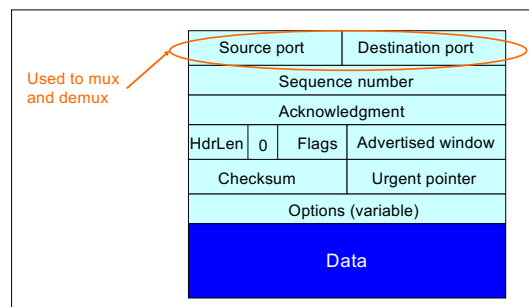 Source port Destination port
Used to mux
and demux
Sequence number
Acknowledgment
HdrLen 0 Flags Advertised window
Checksum Urgent pointer
Options (variable)
Data